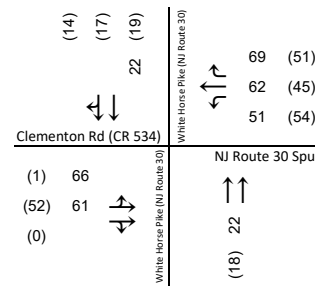 (14) (17) (19)
22
White Horse Pike (NJ Route 30)
69 (51)
62 (45)
51 (54)
Clementon Rd (CR 534)
NJ Route 30 Spu
(1) 66
(52) 61
(0)
White Horse Pike (NJ Route 30)
22
(18)